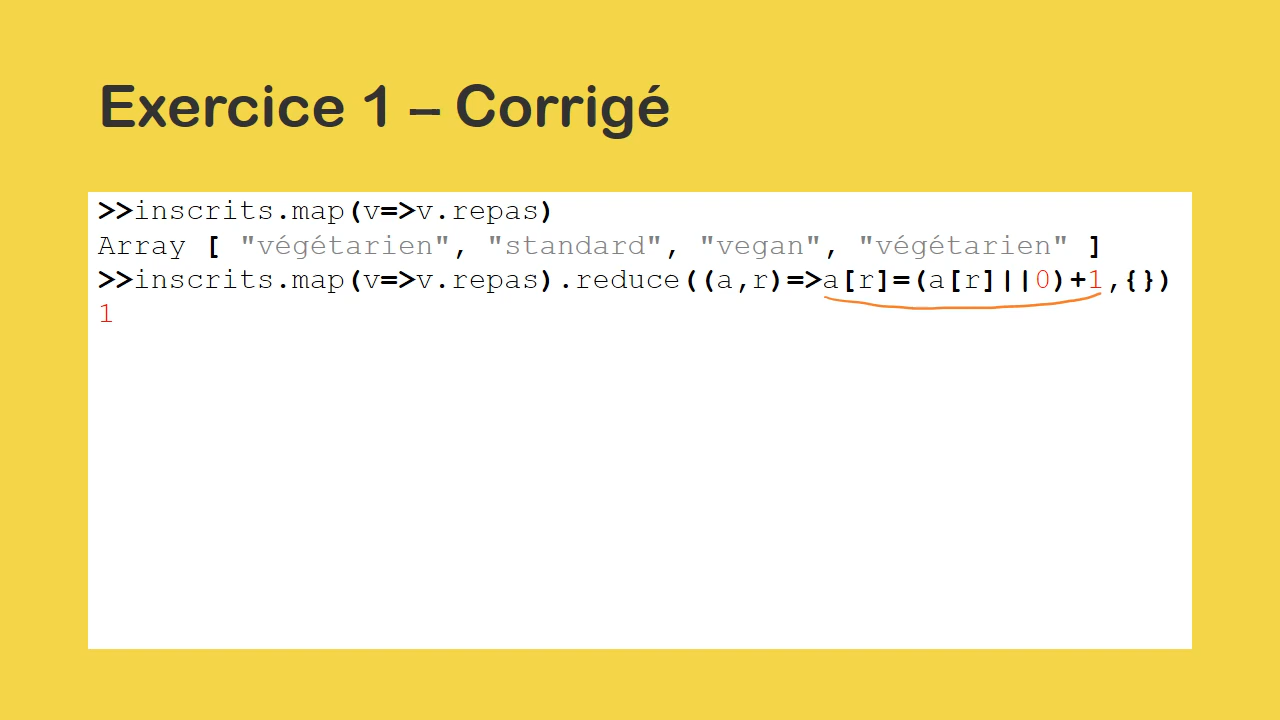 Exercice 1 – Corrigé
>>inscrits.map(v=>v.repas)
Array [ "végétarien", "standard", "vegan", "végétarien" ]
>>inscrits.map(v=>v.repas).reduce((a,r)=>a[r]=(a[r]||0)+1,{})
1